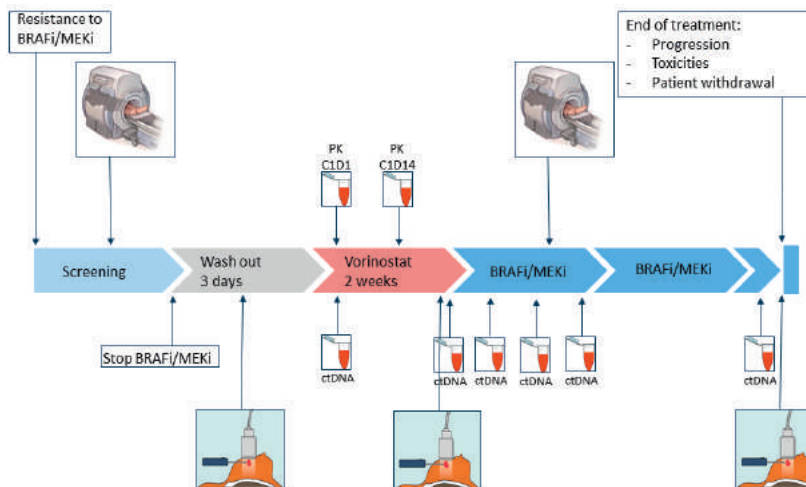 Resistance to
BRAFi/MEKi
End of treatment:
- Progression
- Toxicities
- Patient withdrawal
PK
C1D1
PK
C1D14
Screening
Wash out
3 days
Vorinostat
2 weeks
BRAFi/MEKi
BRAFi/MEKi
Stop BRAFi/MEKi
ctDNA
ctDNA
ctDNA
ctDNA
ctDNA
ctDNA